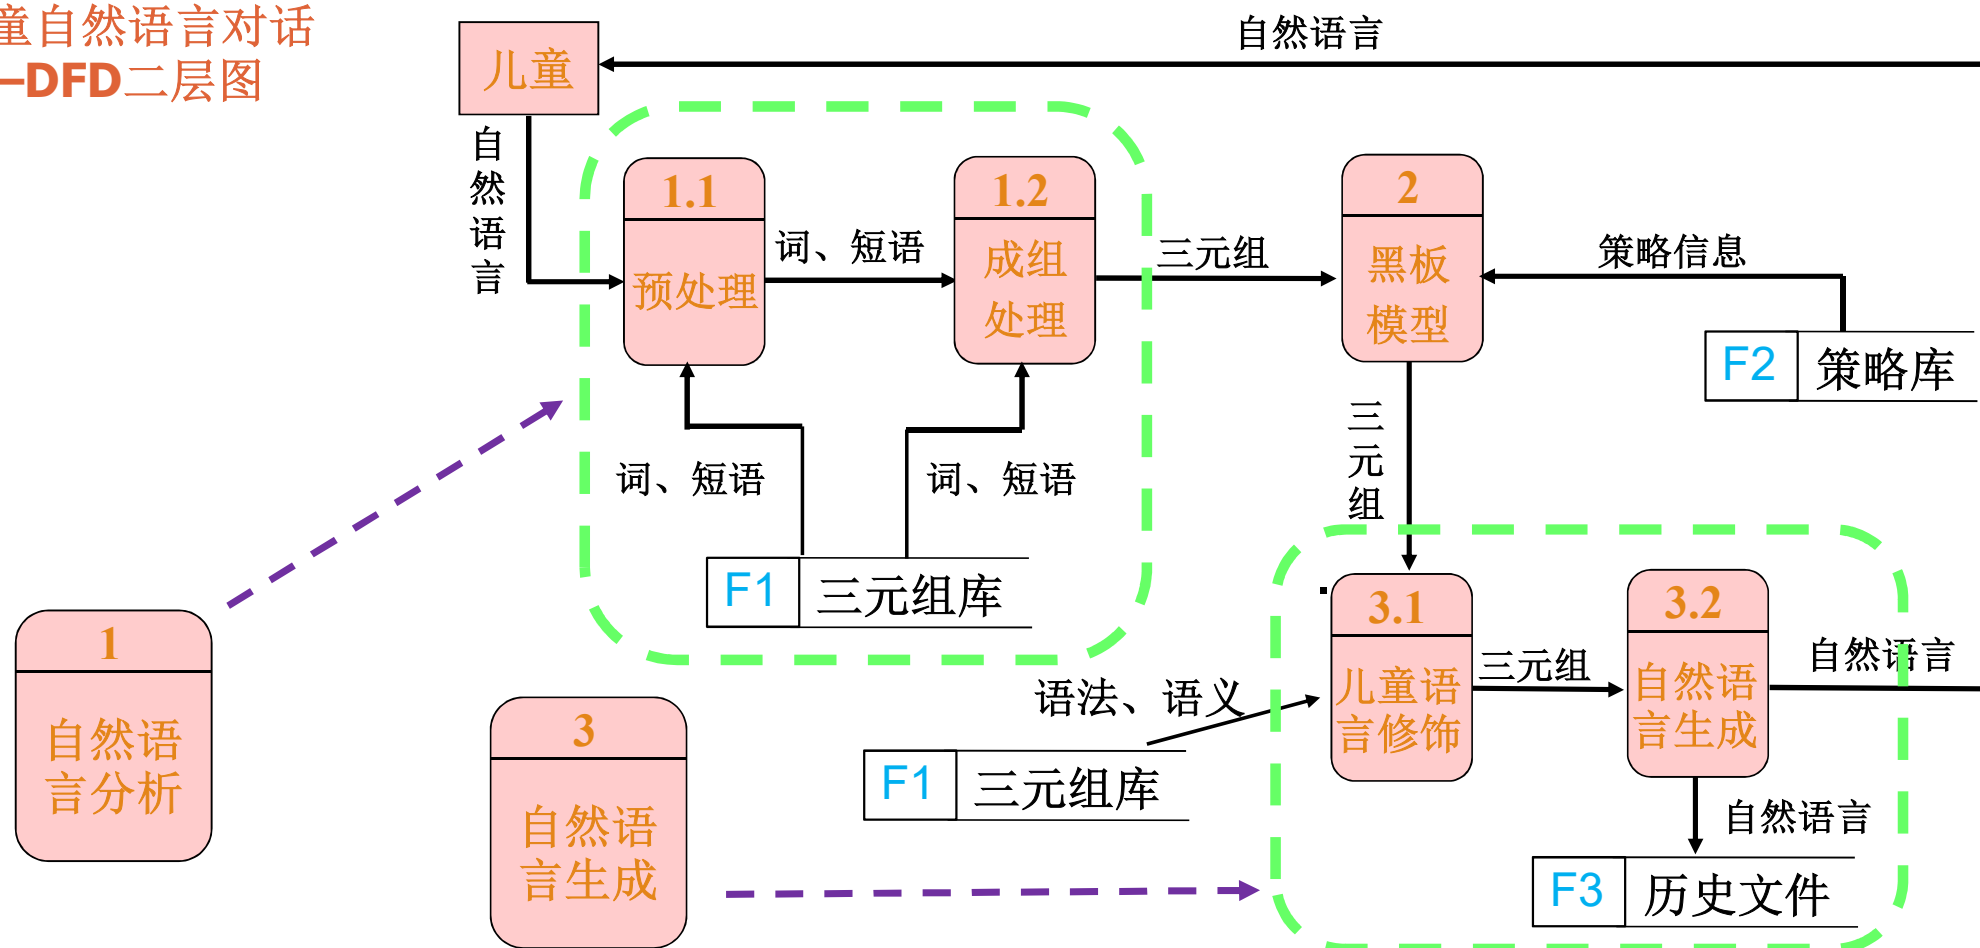 童自然语言对话
—DFD二层图
儿童
自然语言
自
然
语
言
1.1
预处理
词、短语
1.2
成组
处理
三元组
2
黑板
模型
策略信息
F2
策略库
三
元
组
词、短语
词、短语
F1
三元组库
1
自然语
言分析
3
自然语
言生成
语法、语义
F1
三元组库
3.1
儿童语
言修饰
三元组
3.2
自然语
言生成
自然语言
自然语言
F3
历史文件